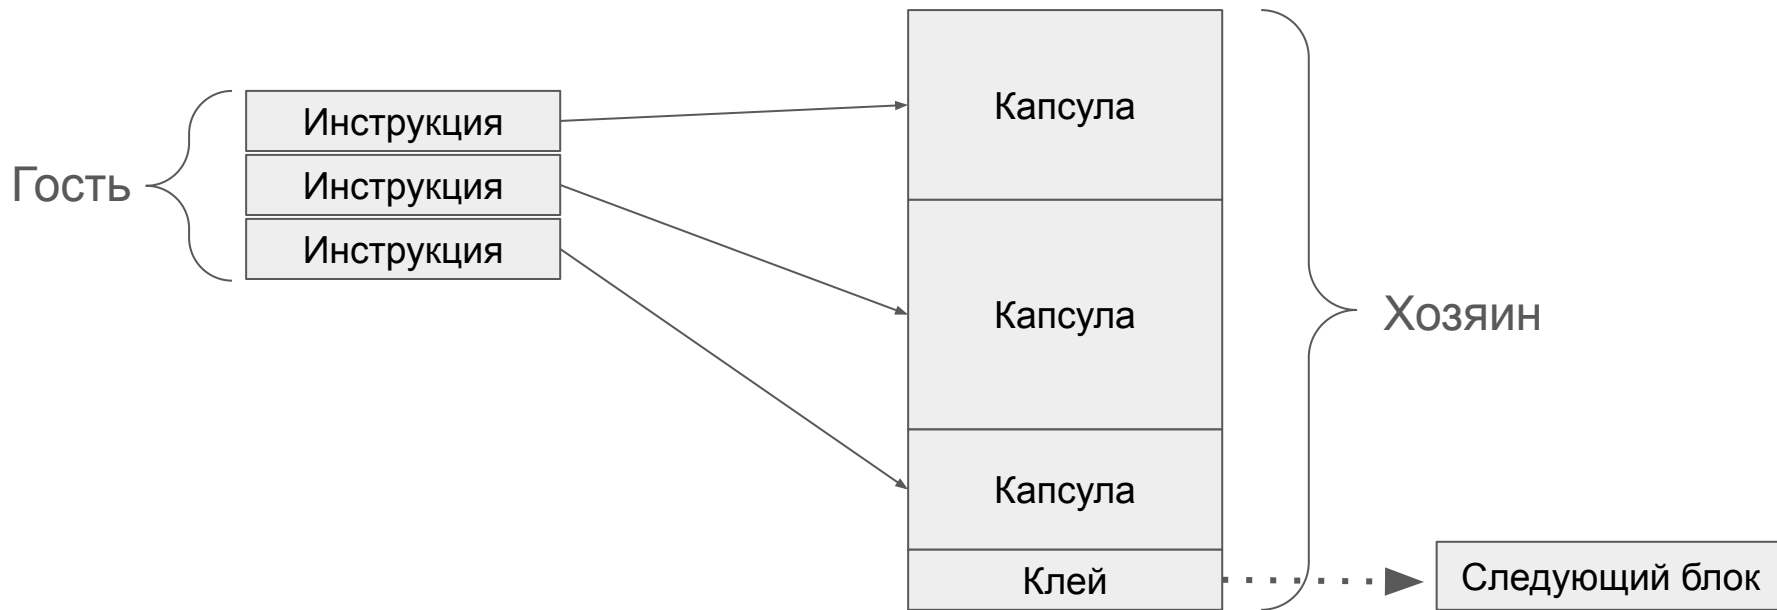 Гость
Инструкция
Инструкция
Инструкция
Капсула
Капсула
Капсула
Клей
Хозяин
Следующий блок